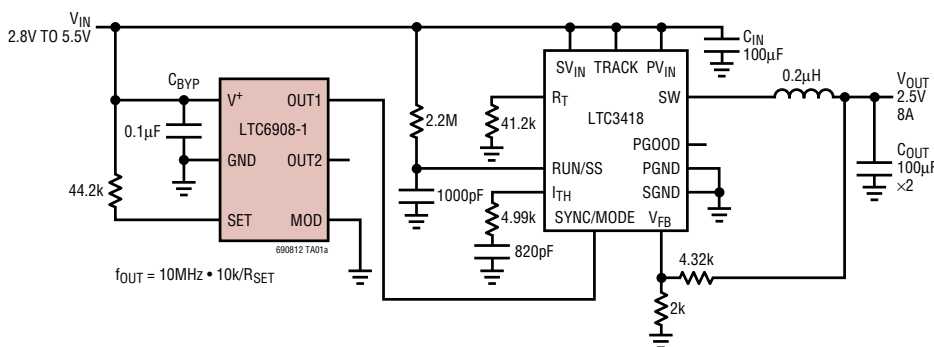 V_IN
2.8V TO 5.5V
C_BYP
0.1µF
V+
OUT1
LTC6908-1
GND
OUT2
SET
MOD
44.2k
690812 TA01a
f_OUT = 10MHz • 10k/R_SET
2.2M
1000pF
41.2k
4.99k
820pF
SV_IN
TRACK
PV_IN
R_T
SW
LTC3418
PGOOD
RUN/SS
PGND
I_TH
SGND
SYNC/MODE
V_FB
C_IN
100µF
0.2µH
V_OUT
2.5V
8A
C_OUT
100µF
×2
4.32k
2k